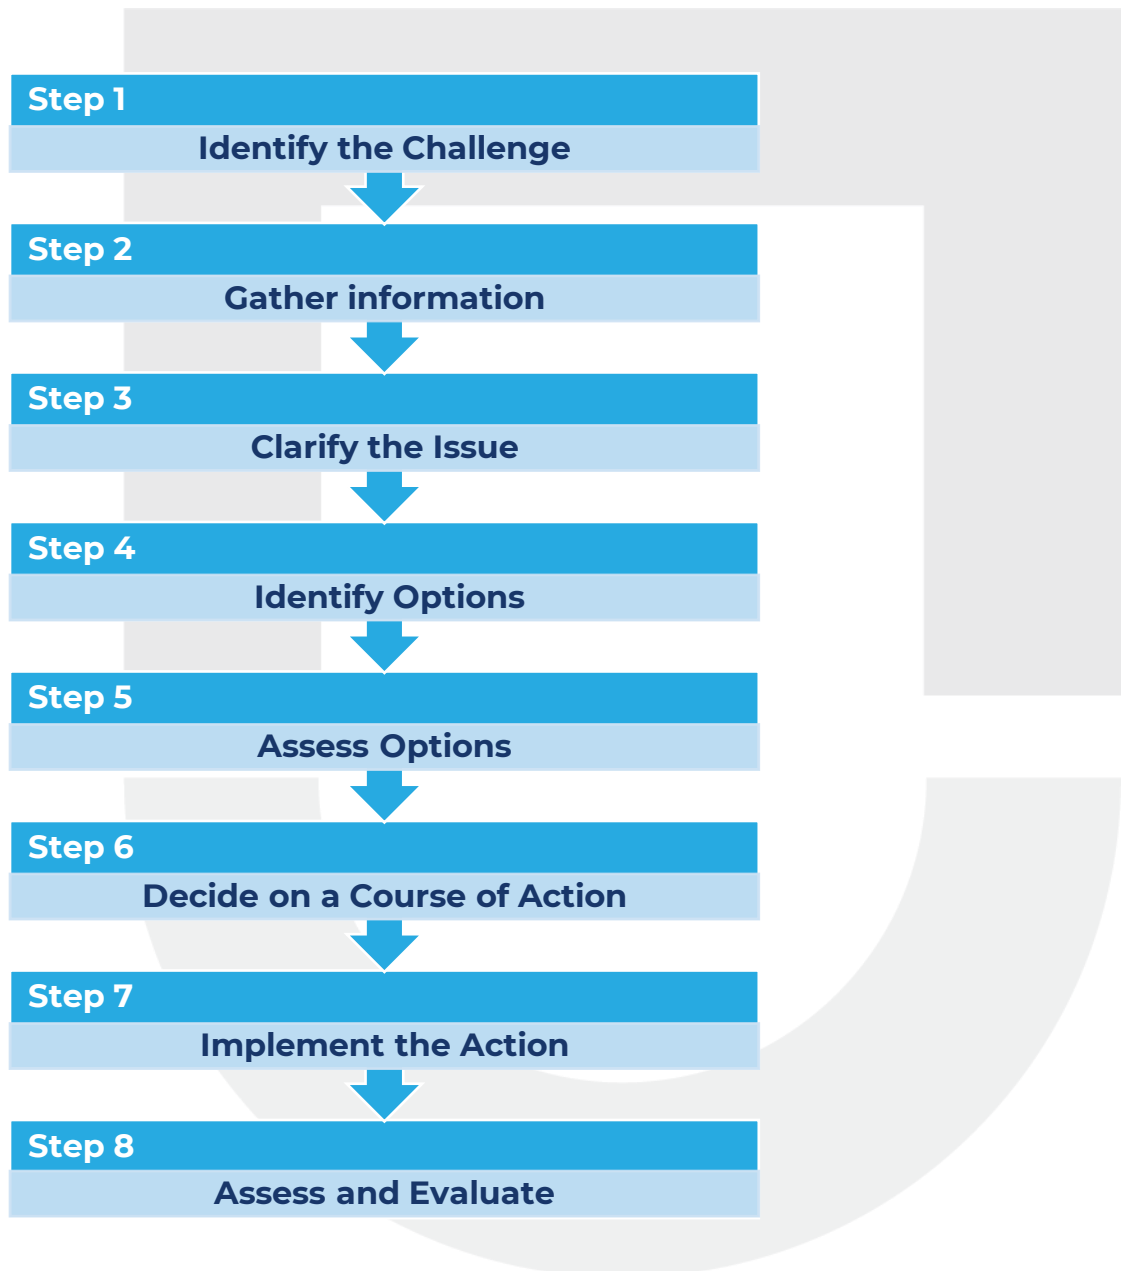 Step 1
Identify the Challenge
Step 2
Gather information
Step 3
Clarify the Issue
Step 4
Identify Options
Step 5
Assess Options
Step 6
Decide on a Course of Action
Step 7
Implement the Action
Step 8
Assess and Evaluate